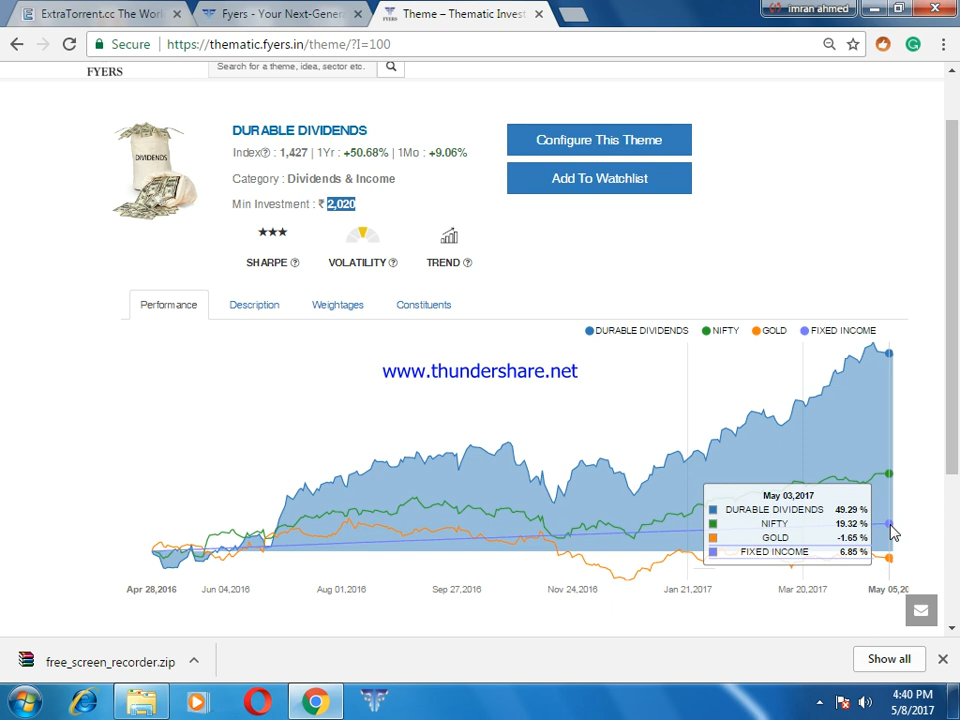 ExtraTorrent.cc The Worl
Fyers - Your Next-Genera
Theme – Thematic Invest
imran ahmed
Secure
https://thematic.fyers.in/theme/?I=100
FYERS
Search for a theme, idea, sector etc.
DIVIDENDS
DURABLE DIVIDENDS
Index : 1,427 | 1Yr : +50.68% | 1Mo : +9.06%
Category : Dividends & Income
Min Investment : ₹ 2,020
Configure This Theme
Add To Watchlist
SHARPE ?
VOLATILITY ?
TREND ?
Performance
Description
Weightages
Constituents
DURABLE DIVIDENDS
NIFTY
GOLD
FIXED INCOME
www.thundershare.net
May 03,2017
DURABLE DIVIDENDS 49.29 %
NIFTY 19.32 %
GOLD -1.65 %
FIXED INCOME 6.85 %
Apr 28,2016
Jun 04,2016
Aug 01,2016
Sep 27,2016
Nov 24,2016
Jan 21,2017
Mar 20,2017
May 05,20
free_screen_recorder.zip
Show all
4:40 PM
5/8/2017